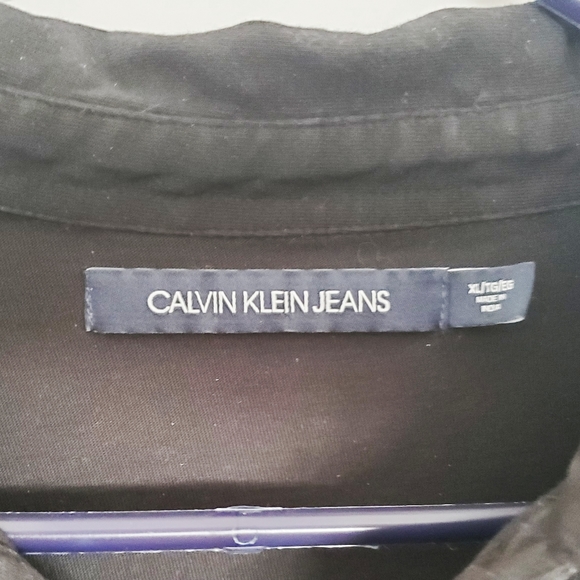 CALVIN KLEIN JEANS
XL/TG/EG
MADE IN
INDIA